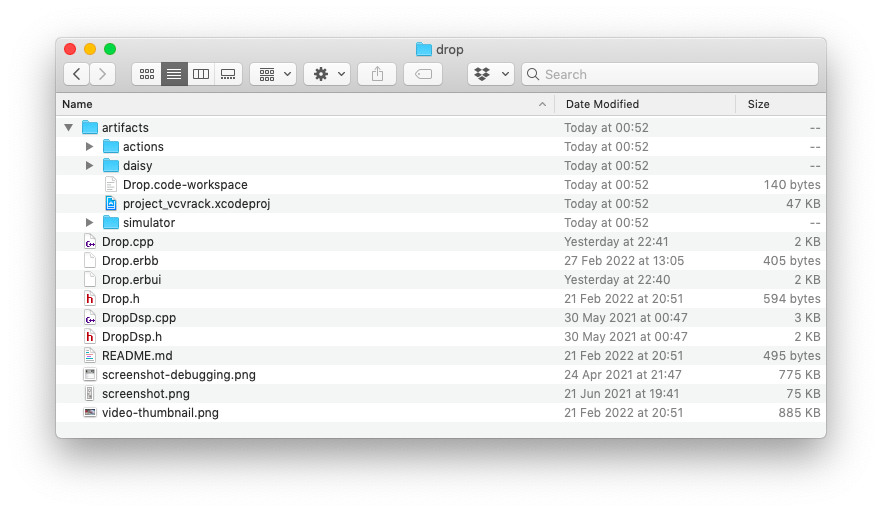 drop
Search
Name Date Modified Size
artifacts Today at 00:52 --
actions Today at 00:52 --
daisy Today at 00:52 --
Drop.code-workspace Today at 00:52 140 bytes
project_vcvrack.xcodeproj Today at 00:52 47 KB
simulator Today at 00:52 --
Drop.cpp Yesterday at 22:41 2 KB
Drop.erbb 27 Feb 2022 at 13:05 405 bytes
Drop.erbui Yesterday at 22:40 2 KB
Drop.h 21 Feb 2022 at 20:51 594 bytes
DropDsp.cpp 30 May 2021 at 00:47 3 KB
DropDsp.h 30 May 2021 at 00:47 2 KB
README.md 21 Feb 2022 at 20:51 495 bytes
screenshot-debugging.png 24 Apr 2021 at 21:47 775 KB
screenshot.png 21 Jun 2021 at 19:41 75 KB
video-thumbnail.png 21 Feb 2022 at 20:51 885 KB